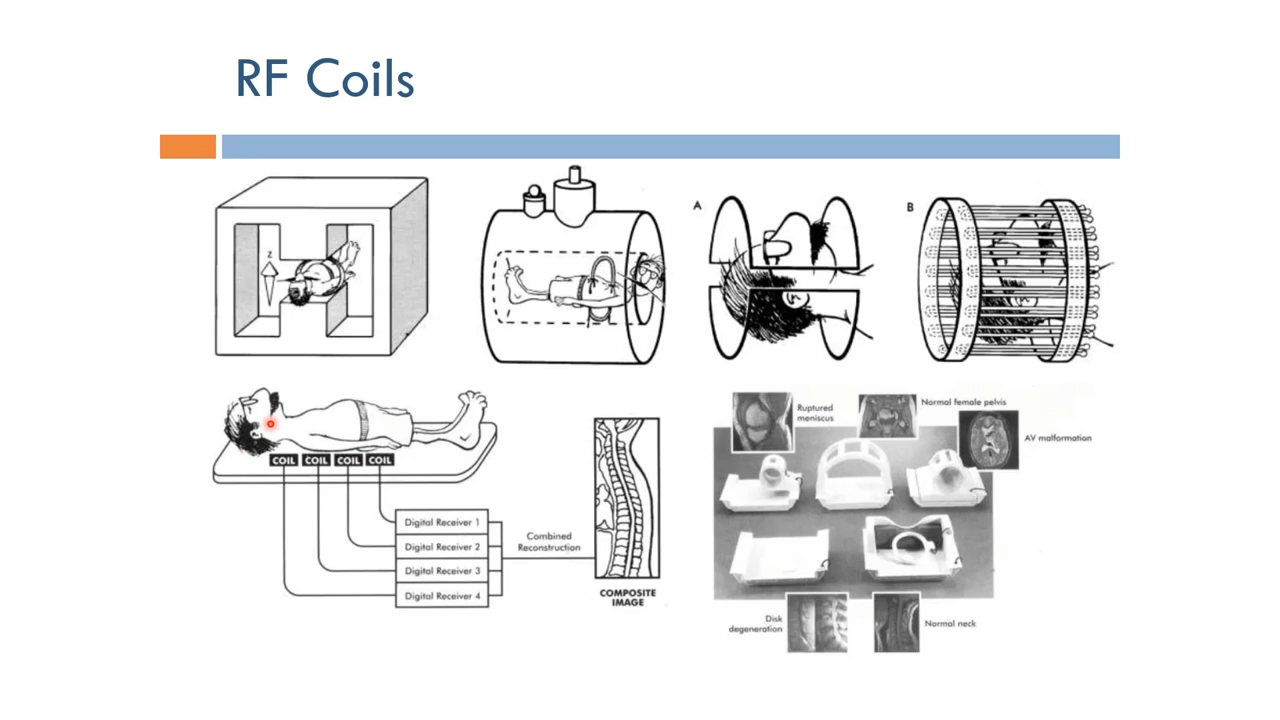 RF Coils
A
B
Z
COIL COIL COIL COIL
Digital Receiver 1
Digital Receiver 2
Digital Receiver 3
Digital Receiver 4
Combined
Reconstruction
COMPOSITE
IMAGE
Ruptured
meniscus
Normal female pelvis
AV malformation
Disk
degeneration
Normal neck